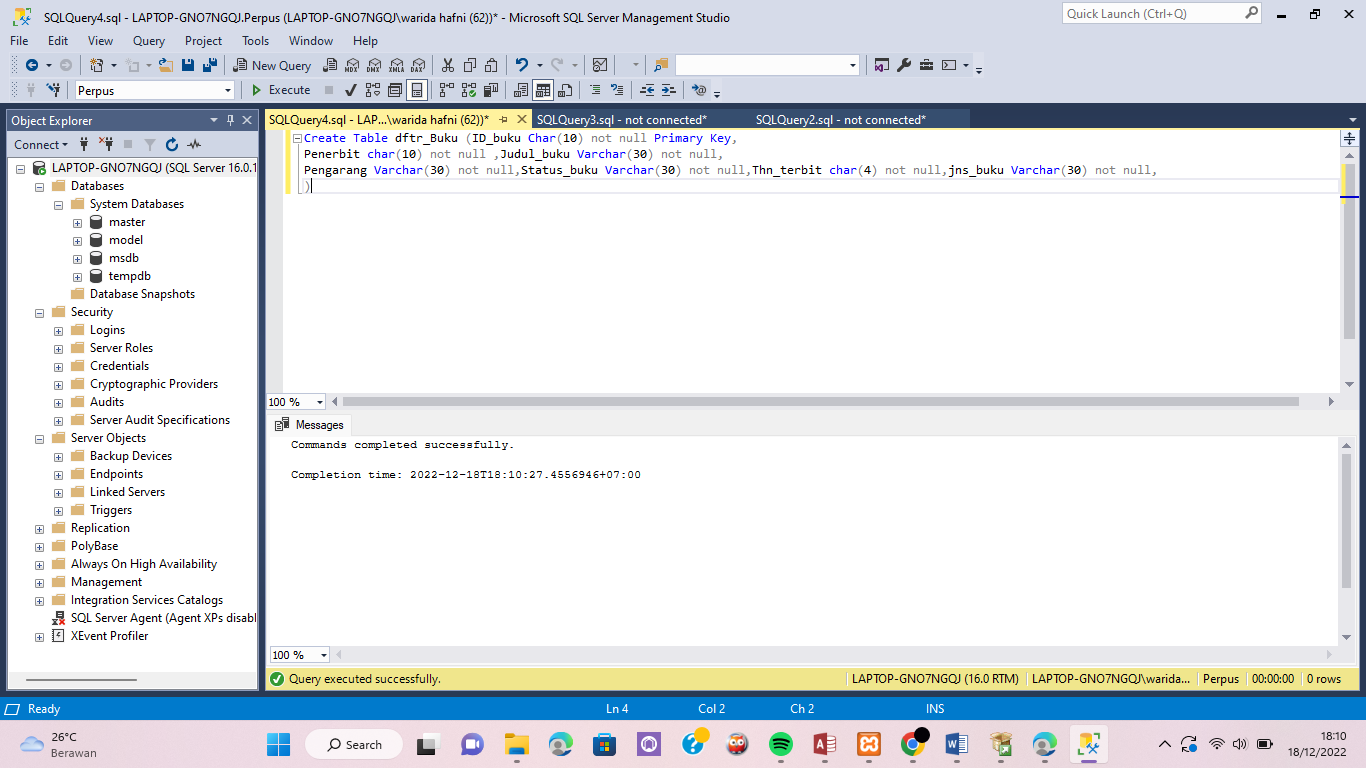 SQLQuery4.sql - LAPTOP-GNO7NGQJ.Perpus (LAPTOP-GNO7NGQJ\warida hafni (62))* - Microsoft SQL Server Management Studio
Quick Launch (Ctrl+Q)
File Edit View Query Project Tools Window Help
New Query MDX DMX XMLA DAX
Perpus Execute
Object Explorer
Connect
LAPTOP-GNO7NGQJ (SQL Server 16.0.1
Databases
System Databases
master
model
msdb
tempdb
Database Snapshots
Security
Logins
Server Roles
Credentials
Cryptographic Providers
Audits
Server Audit Specifications
Server Objects
Backup Devices
Endpoints
Linked Servers
Triggers
Replication
PolyBase
Always On High Availability
Management
Integration Services Catalogs
SQL Server Agent (Agent XPs disabl
XEvent Profiler
SQLQuery4.sql - LAP...\warida hafni (62))* SQLQuery3.sql - not connected* SQLQuery2.sql - not connected*
Create Table dftr_Buku (ID_buku Char(10) not null Primary Key,
Penerbit char(10) not null ,Judul_buku Varchar(30) not null,
Pengarang Varchar(30) not null,Status_buku Varchar(30) not null,Thn_terbit char(4) not null,jns_buku Varchar(30) not null,
)
100 %
Messages
Commands completed successfully.
Completion time: 2022-12-18T18:10:27.4556946+07:00
100 %
Query executed successfully. LAPTOP-GNO7NGQJ (16.0 RTM) LAPTOP-GNO7NGQJ\warida... Perpus 00:00:00 0 rows
Ready Ln 4 Col 2 Ch 2 INS
26°C
Berawan
Search
18:10
18/12/2022